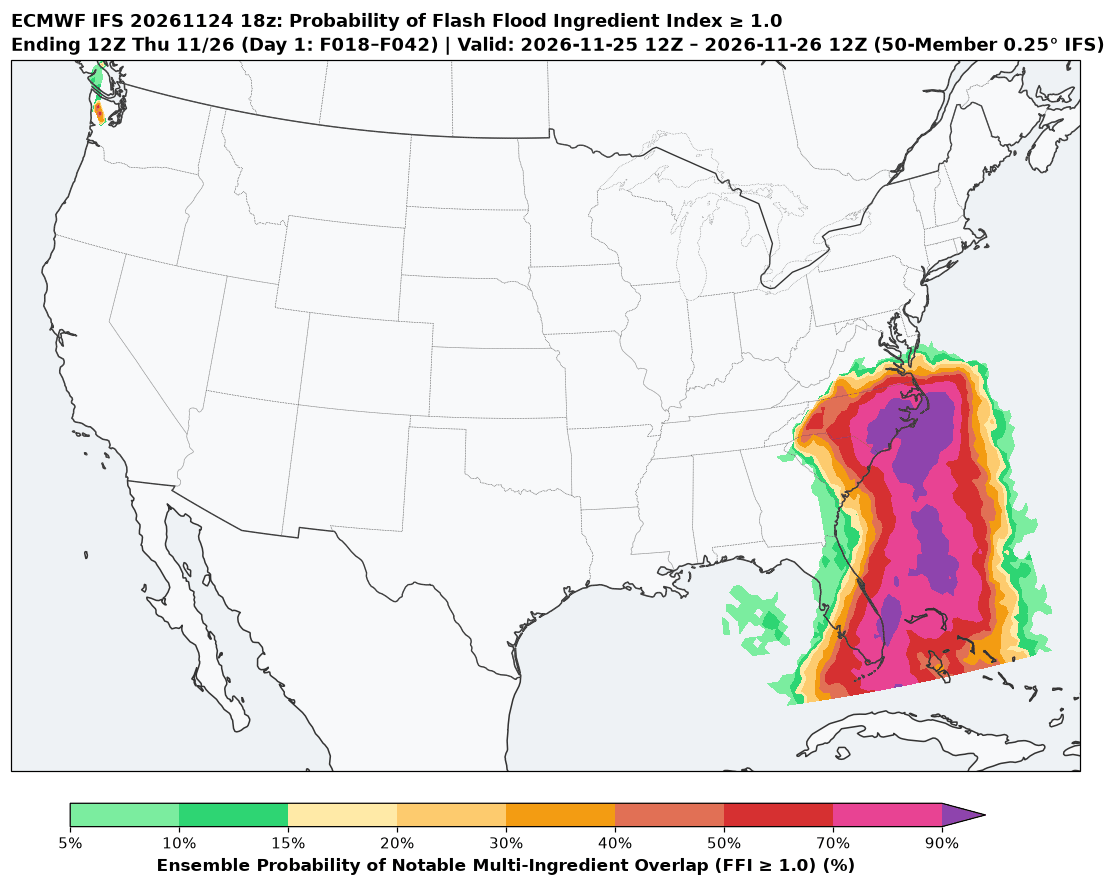 ECMWF IFS 20261124 18z: Probability of Flash Flood Ingredient Index ≥ 1.0
Ending 12Z Thu 11/26 (Day 1: F018–F042) | Valid: 2026-11-25 12Z – 2026-11-26 12Z (50-Member 0.25° IFS)
5% 10% 15% 20% 30% 40% 50% 70% 90%
Ensemble Probability of Notable Multi-Ingredient Overlap (FFI ≥ 1.0) (%)